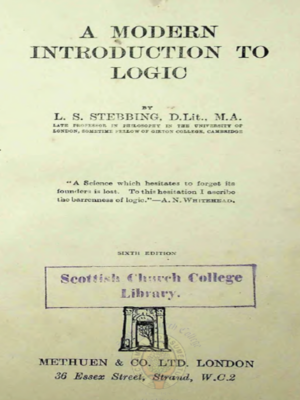 A MODERN
INTRODUCTION TO
LOGIC
BY
L. S. STEBBING, D.Lit., M.A.
LATE PROFESSOR IN PHILOSOPHY IN THE UNIVERSITY OF
LONDON, SOMETIME FELLOW OF GIRTON COLLEGE, CAMBRIDGE
"A Science which hesitates to forget its
founders is lost. To this hesitation I ascribe
the barrenness of logic."—A. N. WHITEHEAD.
SIXTH EDITION
Scottish Church College
Library.
METHUEN & CO. LTD. LONDON
36 Essex Street, Strand, W.C.2